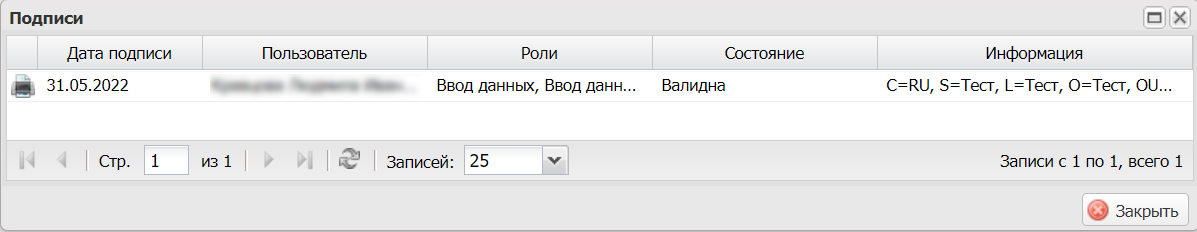 Подписи
Дата подписи Пользователь Роли Состояние Информация
31.05.2022 Ввод данных, Ввод данн... Валидна C=RU, S=Тест, L=Тест, O=Тест, OU...
Стр. 1 из 1 Записей: 25 Записи с 1 по 1, всего 1
Закрыть